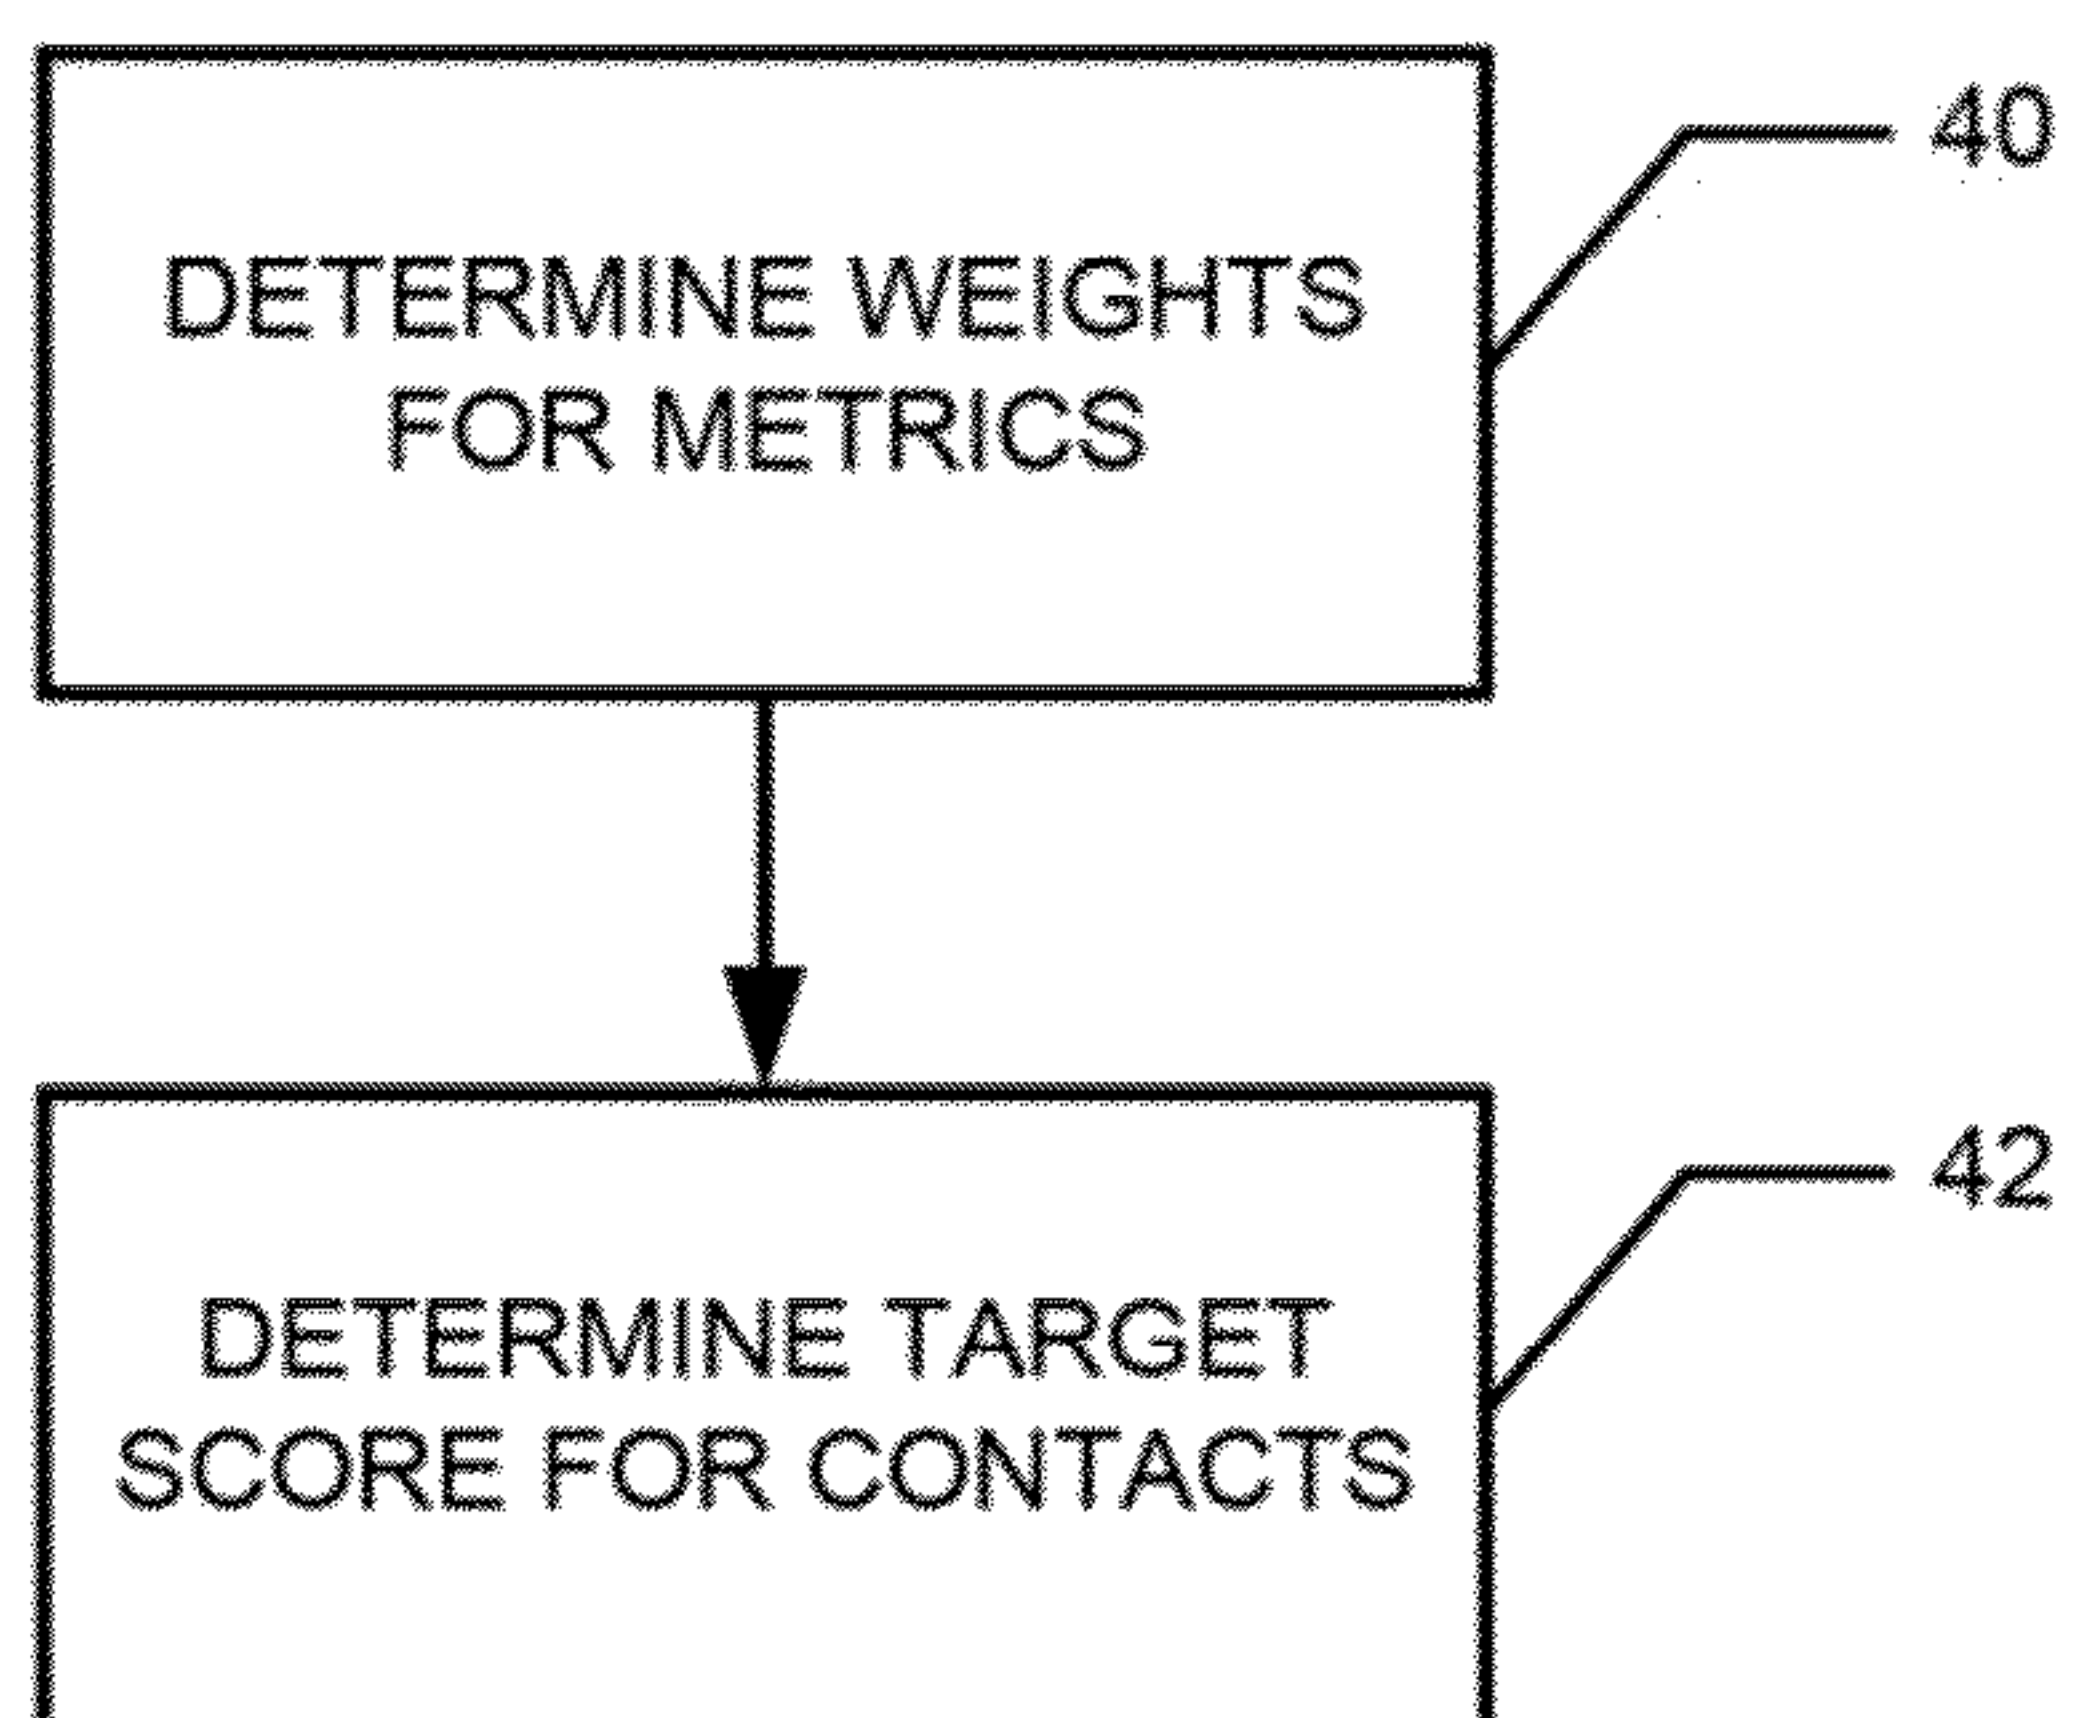 40
DETERMINE WEIGHTS
FOR METRICS
42
DETERMINE TARGET
SCORE FOR CONTACTS